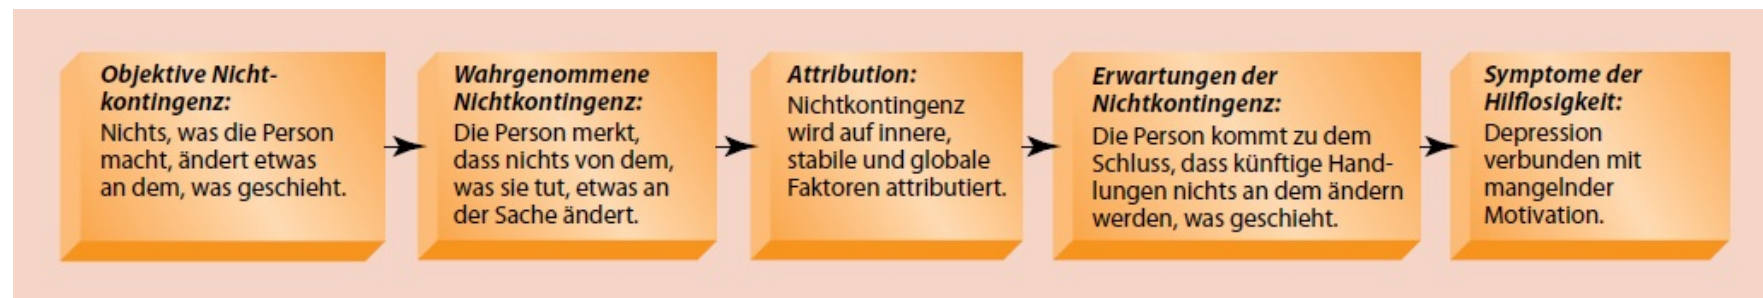 Objektive Nicht-
kontingenz:
Nichts, was die Person
macht, ändert etwas
an dem, was geschieht.
Wahrgenommene
Nichtkontingenz:
Die Person merkt,
dass nichts von dem,
was sie tut, etwas an
der Sache ändert.
Attribution:
Nichtkontingenz
wird auf innere,
stabile und globale
Faktoren attributiert.
Erwartungen der
Nichtkontingenz:
Die Person kommt zu dem
Schluss, dass künftige Hand-
lungen nichts an dem ändern
werden, was geschieht.
Symptome der
Hilflosigkeit:
Depression
verbunden mit
mangelnder
Motivation.